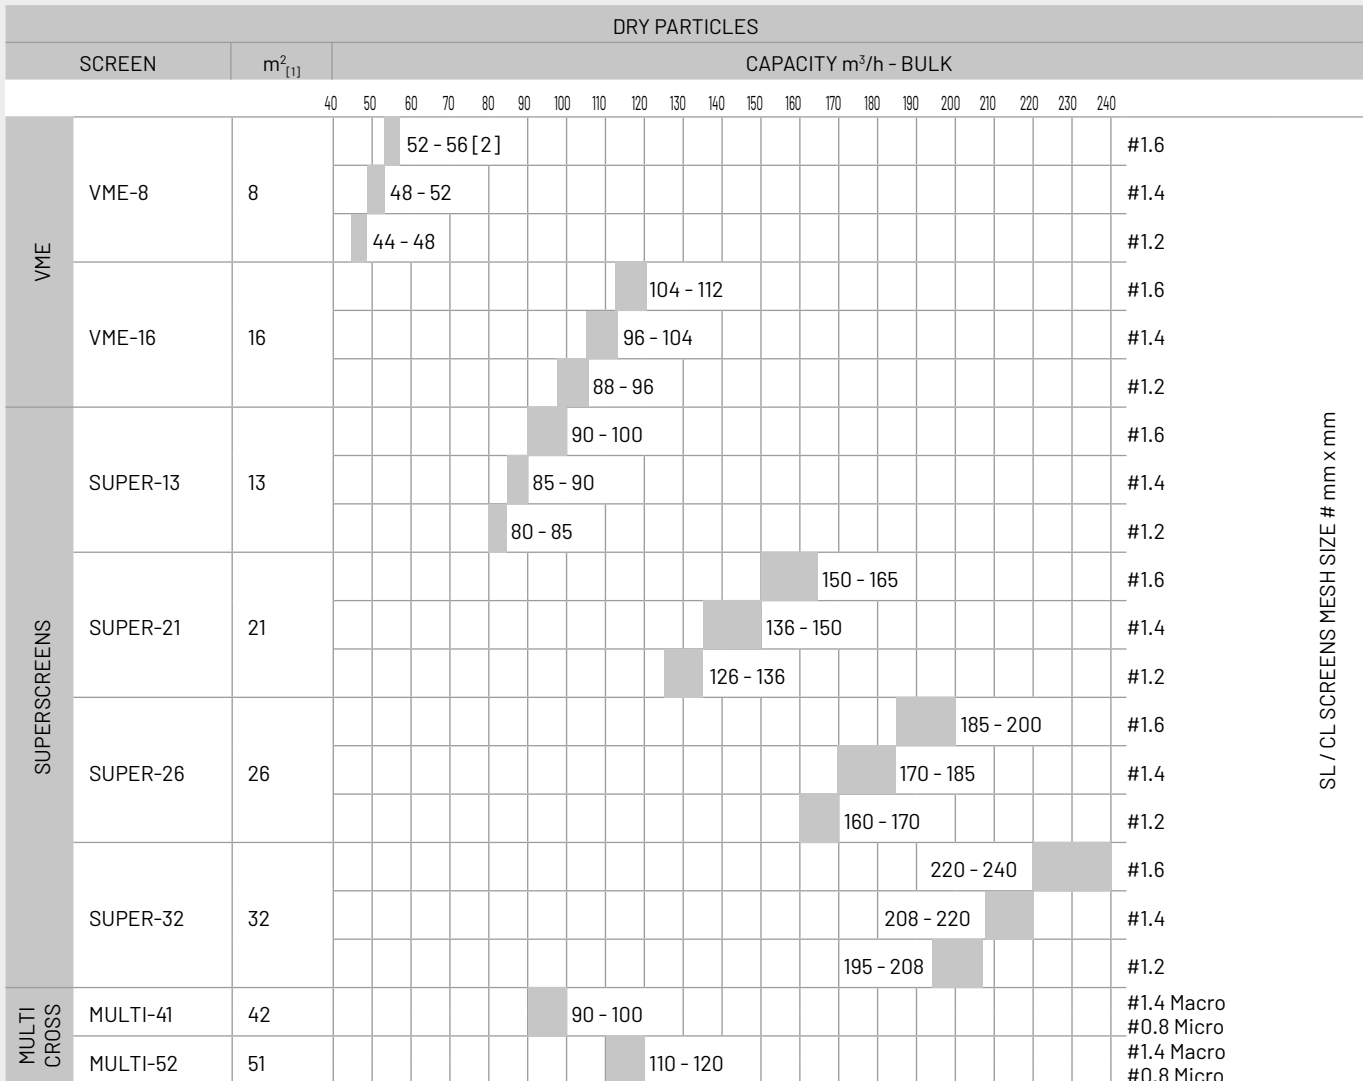 DRY PARTICLES
SCREEN m²[1] CAPACITY m³/h - BULK
40 50 60 70 80 90 100 110 120 130 140 150 160 170 180 190 200 210 220 230 240
VME
VME-8 8
52 - 56 [2] #1.6
48 - 52 #1.4
44 - 48 #1.2
VME-16 16
104 - 112 #1.6
96 - 104 #1.4
88 - 96 #1.2
SUPERSCREENS
SUPER-13 13
90 - 100 #1.6
85 - 90 #1.4
80 - 85 #1.2
SUPER-21 21
150 - 165 #1.6
136 - 150 #1.4
126 - 136 #1.2
SUPER-26 26
185 - 200 #1.6
170 - 185 #1.4
160 - 170 #1.2
SUPER-32 32
220 - 240 #1.6
208 - 220 #1.4
195 - 208 #1.2
MULTI
CROSS
MULTI-41 42 90 - 100 #1.4 Macro
#0.8 Micro
MULTI-52 51 110 - 120 #1.4 Macro
#0.8 Micro
SL / CL SCREENS MESH SIZE # mm x mm